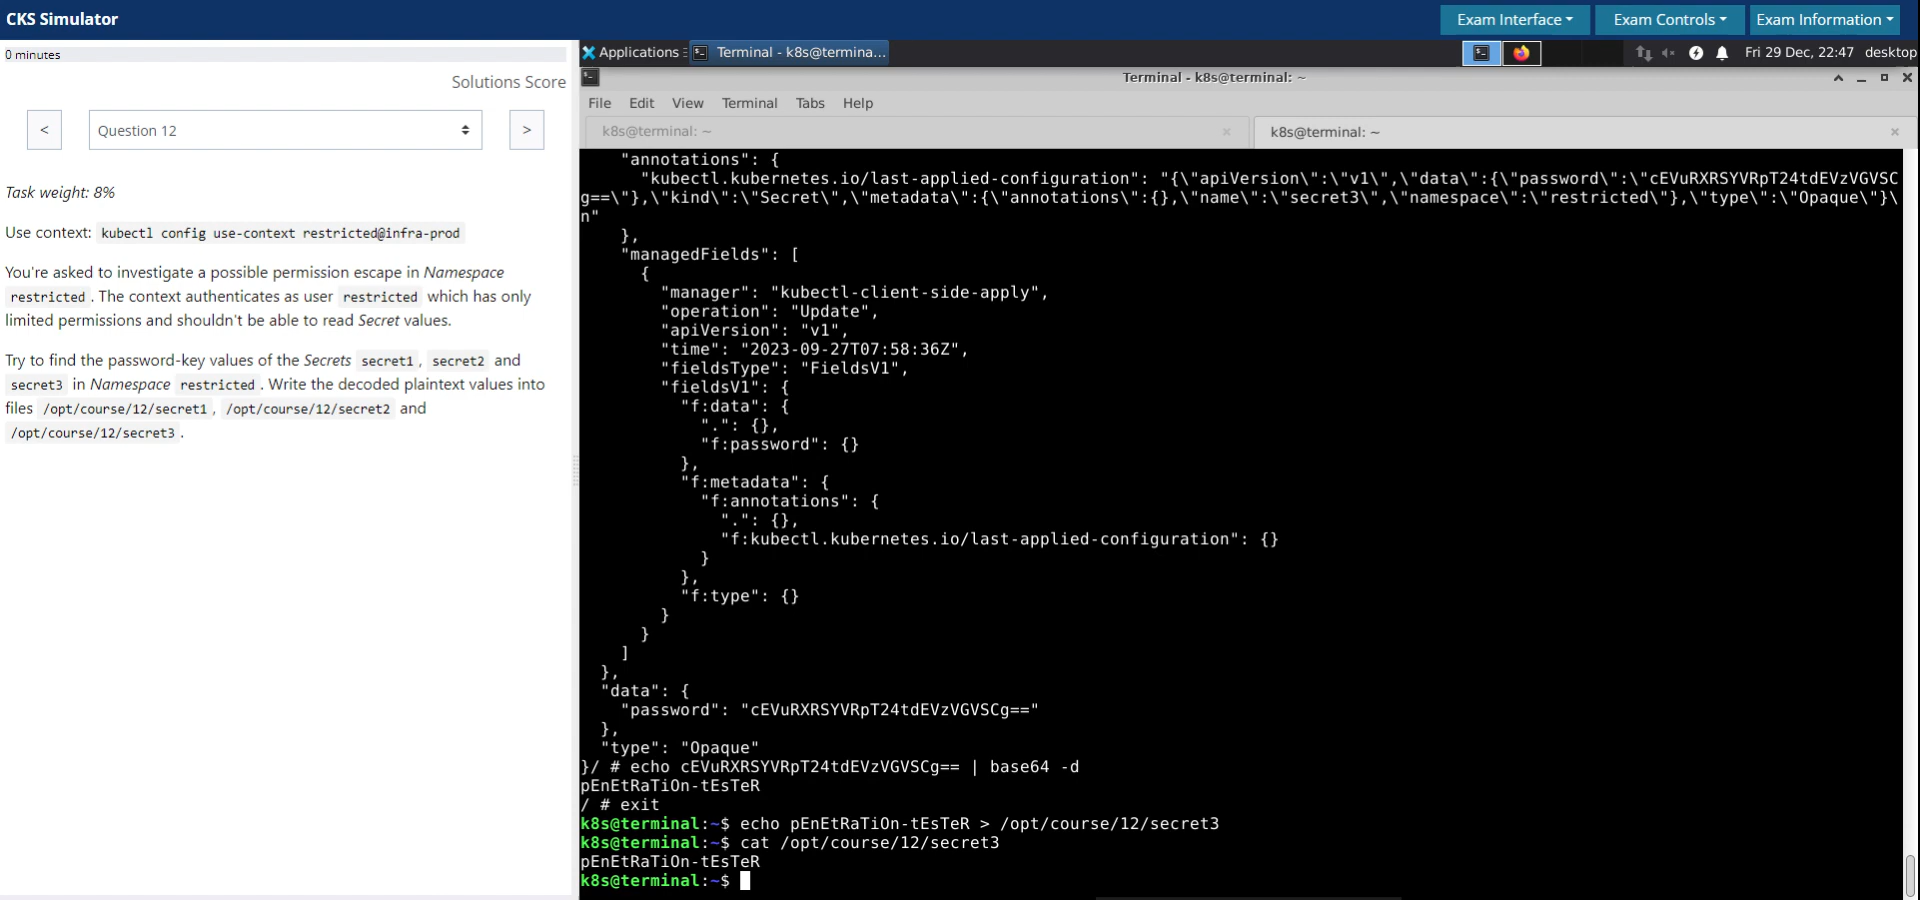 CKS Simulator
Exam Interface
Exam Controls
Exam Information
0 minutes
Solutions Score
<
Question 12
>
Task weight: 8%
Use context: kubectl config use-context restricted@infra-prod
You're asked to investigate a possible permission escape in Namespace
restricted . The context authenticates as user restricted which has only
limited permissions and shouldn't be able to read Secret values.
Try to find the password-key values of the Secrets secret1 , secret2 and
secret3 in Namespace restricted . Write the decoded plaintext values into
files /opt/course/12/secret1 , /opt/course/12/secret2 and
/opt/course/12/secret3 .
Applications
Terminal - k8s@termina...
Fri 29 Dec, 22:47
desktop
Terminal - k8s@terminal: ~
File Edit View Terminal Tabs Help
k8s@terminal: ~
k8s@terminal: ~
"annotations": {
"kubectl.kubernetes.io/last-applied-configuration": "{\"apiVersion\":\"v1\",\"data\":{\"password\":\"cEVuRXRSYVRpT24tdEVzVGVSC
g==\"},\"kind\":\"Secret\",\"metadata\":{\"annotations\":{},\"name\":\"secret3\",\"namespace\":\"restricted\"},\"type\":\"Opaque\"}\
n"
},
"managedFields": [
{
"manager": "kubectl-client-side-apply",
"operation": "Update",
"apiVersion": "v1",
"time": "2023-09-27T07:58:36Z",
"fieldsType": "FieldsV1",
"fieldsV1": {
"f:data": {
".": {},
"f:password": {}
},
"f:metadata": {
"f:annotations": {
".": {},
"f:kubectl.kubernetes.io/last-applied-configuration": {}
}
},
"f:type": {}
}
}
]
},
"data": {
"password": "cEVuRXRSYVRpT24tdEVzVGVSCg=="
},
"type": "Opaque"
}/ # echo cEVuRXRSYVRpT24tdEVzVGVSCg== | base64 -d
pEnEtRaTiOn-tEsTeR
/ # exit
k8s@terminal:~$ echo pEnEtRaTiOn-tEsTeR > /opt/course/12/secret3
k8s@terminal:~$ cat /opt/course/12/secret3
pEnEtRaTiOn-tEsTeR
k8s@terminal:~$